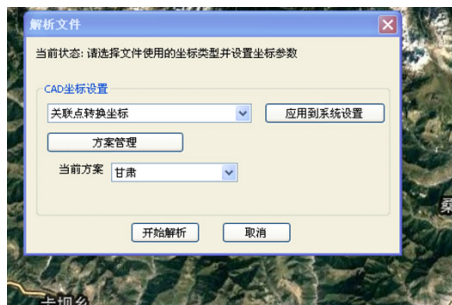 解析文件
当前状态: 请选择文件使用的坐标类型并设置坐标参数
CAD坐标设置
关联点转换坐标
应用到系统设置
方案管理
当前方案 甘肃
开始解析 取消
桑
卡坝乡